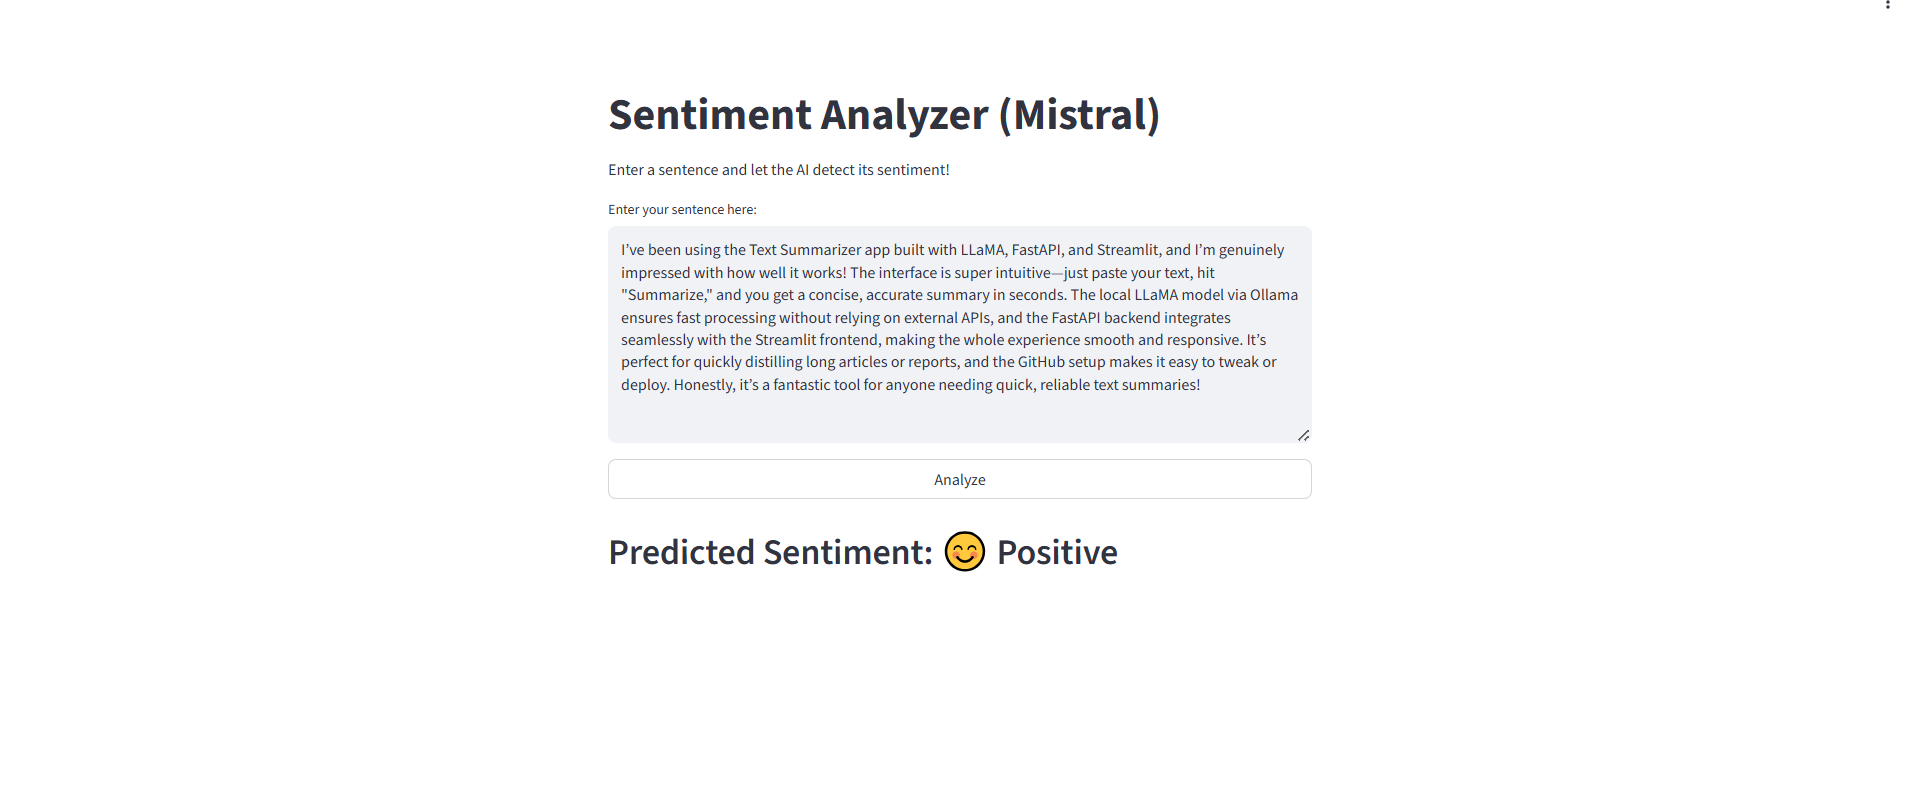 Sentiment Analyzer (Mistral)
Enter a sentence and let the AI detect its sentiment!
Enter your sentence here:
I’ve been using the Text Summarizer app built with LLaMA, FastAPI, and Streamlit, and I’m genuinely
impressed with how well it works! The interface is super intuitive—just paste your text, hit
"Summarize," and you get a concise, accurate summary in seconds. The local LLaMA model via Ollama
ensures fast processing without relying on external APIs, and the FastAPI backend integrates
seamlessly with the Streamlit frontend, making the whole experience smooth and responsive. It’s
perfect for quickly distilling long articles or reports, and the GitHub setup makes it easy to tweak or
deploy. Honestly, it’s a fantastic tool for anyone needing quick, reliable text summaries!
Analyze
Predicted Sentiment: 😊 Positive